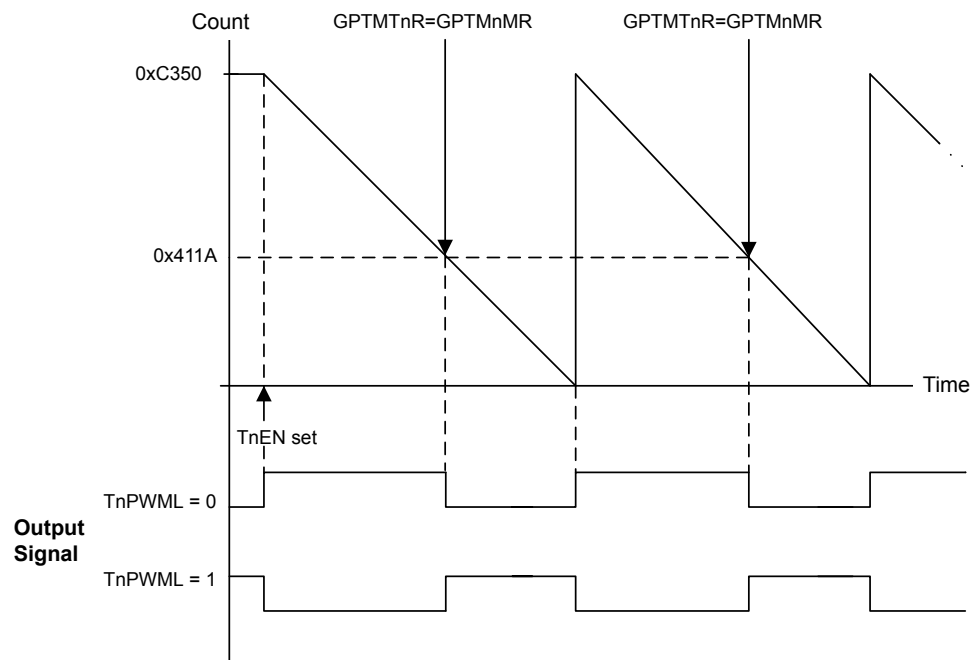 Count
GPTMTnR=GPTMnMR
GPTMTnR=GPTMnMR
0xC350
0x411A
Time
TnEN set
TnPWML = 0
Output
Signal
TnPWML = 1